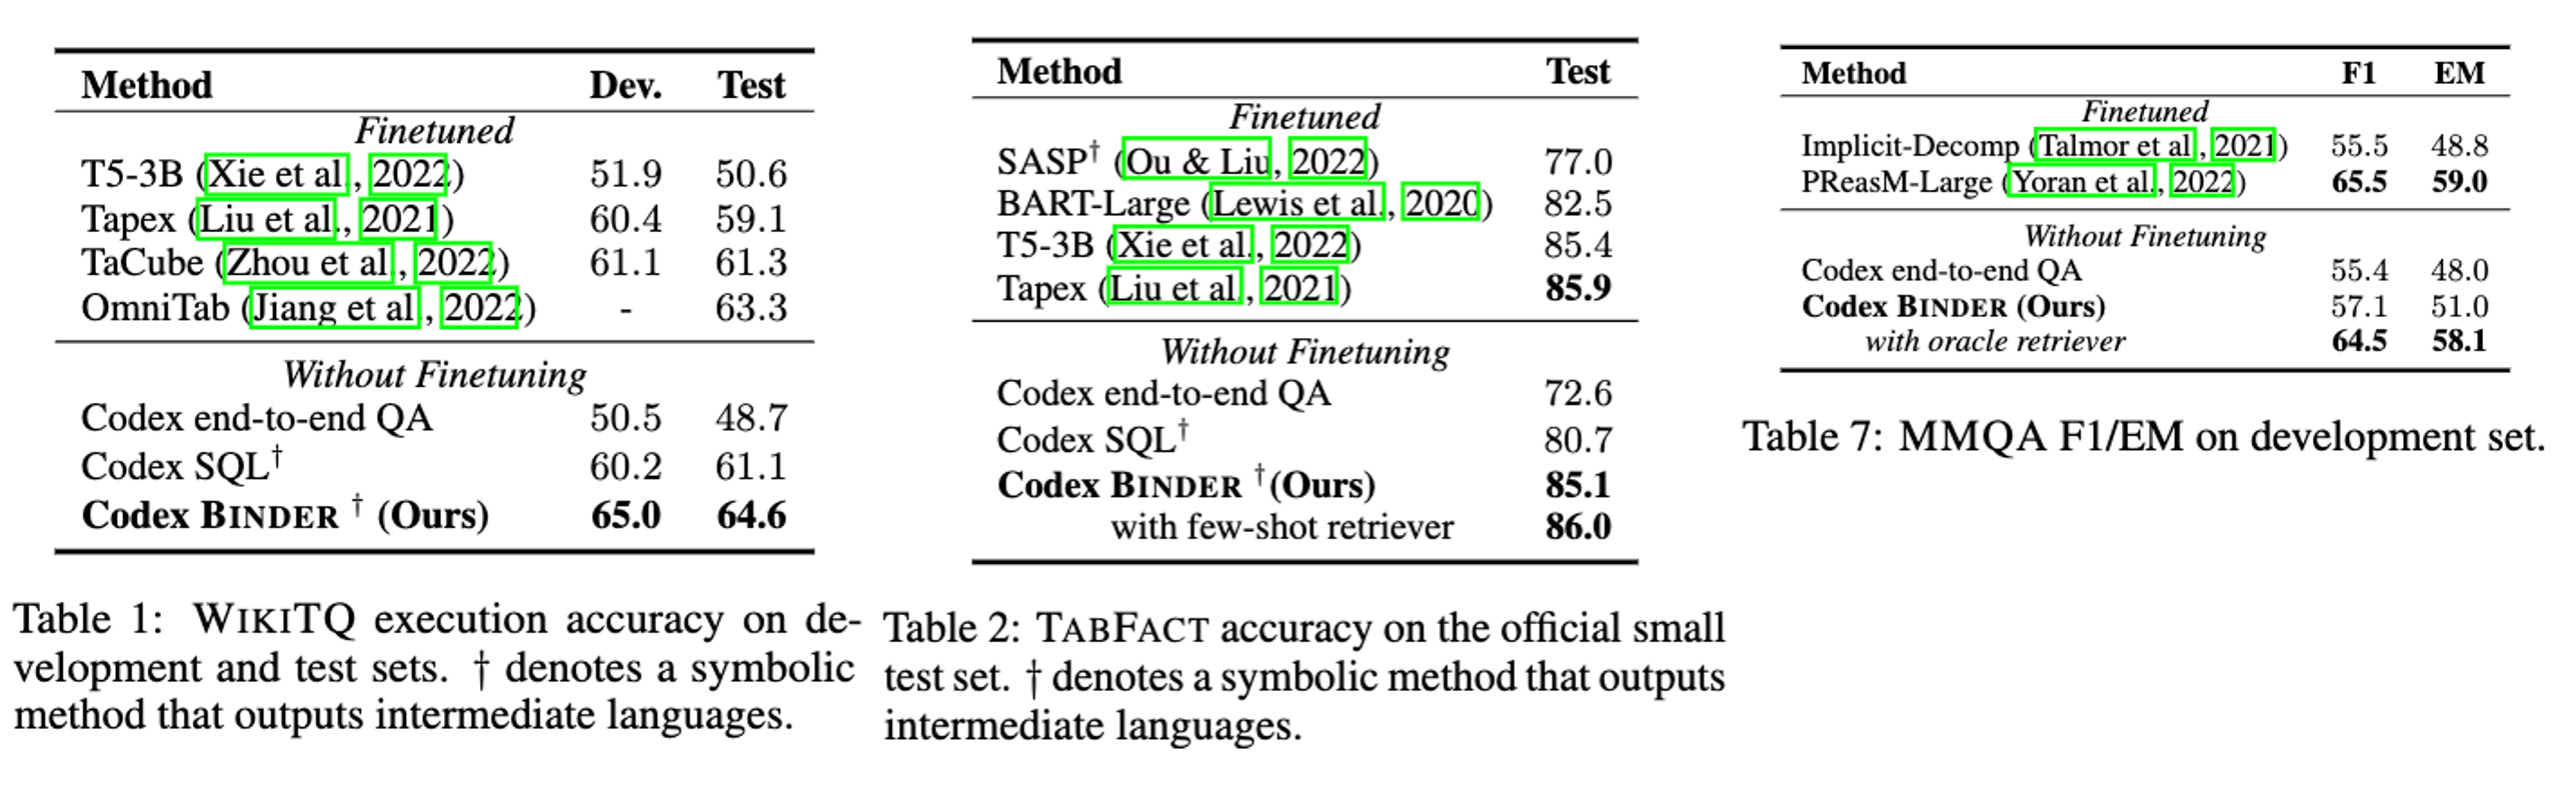 Method Dev. Test
Finetuned
T5-3B (Xie et al., 2022) 51.9 50.6
Tapex (Liu et al., 2021) 60.4 59.1
TaCube (Zhou et al., 2022) 61.1 61.3
OmniTab (Jiang et al., 2022) - 63.3
Without Finetuning
Codex end-to-end QA 50.5 48.7
Codex SQL† 60.2 61.1
Codex BINDER † (Ours) 65.0 64.6
Table 1: WIKITQ execution accuracy on de-
velopment and test sets. † denotes a symbolic
method that outputs intermediate languages.
Method Test
Finetuned
SASP† (Ou & Liu, 2022) 77.0
BART-Large (Lewis et al., 2020) 82.5
T5-3B (Xie et al., 2022) 85.4
Tapex (Liu et al., 2021) 85.9
Without Finetuning
Codex end-to-end QA 72.6
Codex SQL† 80.7
Codex BINDER †(Ours) 85.1
with few-shot retriever 86.0
Table 2: TABFACT accuracy on the official small
test set. † denotes a symbolic method that outputs
intermediate languages.
Method F1 EM
Finetuned
Implicit-Decomp (Talmor et al., 2021) 55.5 48.8
PReasM-Large (Yoran et al., 2022) 65.5 59.0
Without Finetuning
Codex end-to-end QA 55.4 48.0
Codex BINDER (Ours) 57.1 51.0
with oracle retriever 64.5 58.1
Table 7: MMQA F1/EM on development set.